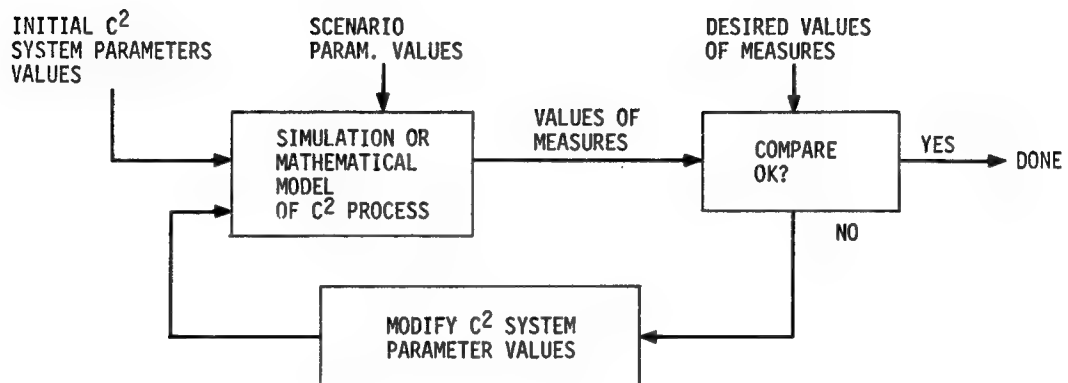 INITIAL C²
SYSTEM PARAMETERS
VALUES
SCENARIO
PARAM. VALUES
DESIRED VALUES
OF MEASURES
SIMULATION OR
MATHEMATICAL
MODEL
OF C² PROCESS
VALUES OF
MEASURES
COMPARE
OK?
YES
DONE
NO
MODIFY C² SYSTEM
PARAMETER VALUES